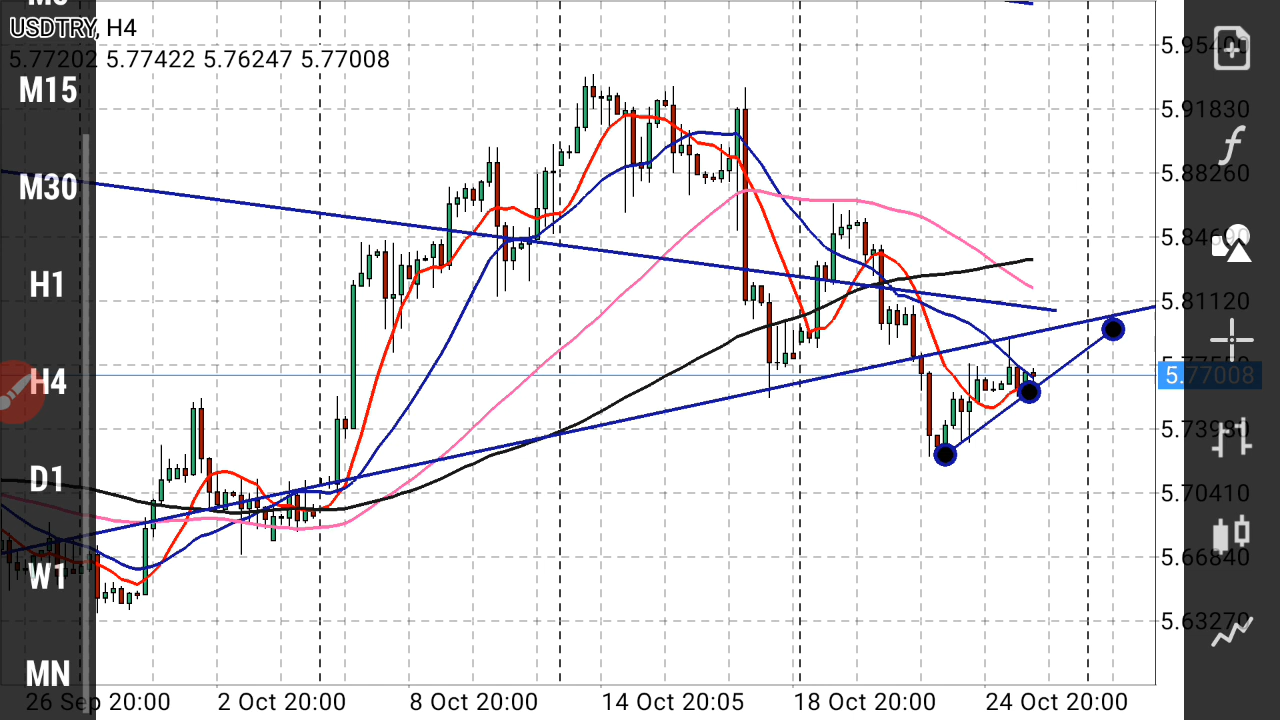 USDTRY, H4
5.77202 5.77422 5.76247 5.77008
M15
M30
H1
H4
D1
W1
MN
5.91830
5.88260
5.81120
5.77008
5.70410
5.66840
5.63270
26 Sep 20:00
2 Oct 20:00
8 Oct 20:00
14 Oct 20:05
18 Oct 20:00
24 Oct 20:00